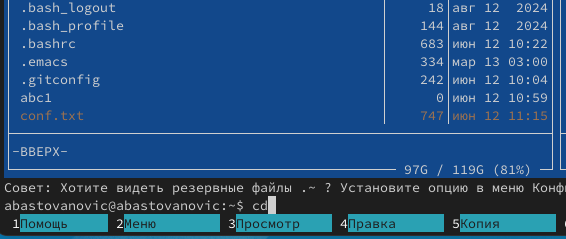 .bash_logout 18 авг 12 2024
.bash_profile 144 авг 12 2024
.bashrc 683 июн 12 10:22
.emacs 334 мар 13 03:00
.gitconfig 242 июн 12 10:04
abc1 0 июн 12 10:59
conf.txt 747 июн 12 11:15
-ВВЕРХ-
97G / 119G (81%)
Совет: Хотите видеть резервные файлы .~ ? Установите опцию в меню Конфи
abastovanovic@abastovanovic:~$ cd
1Помощь 2Меню 3Просмотр 4Правка 5Копия